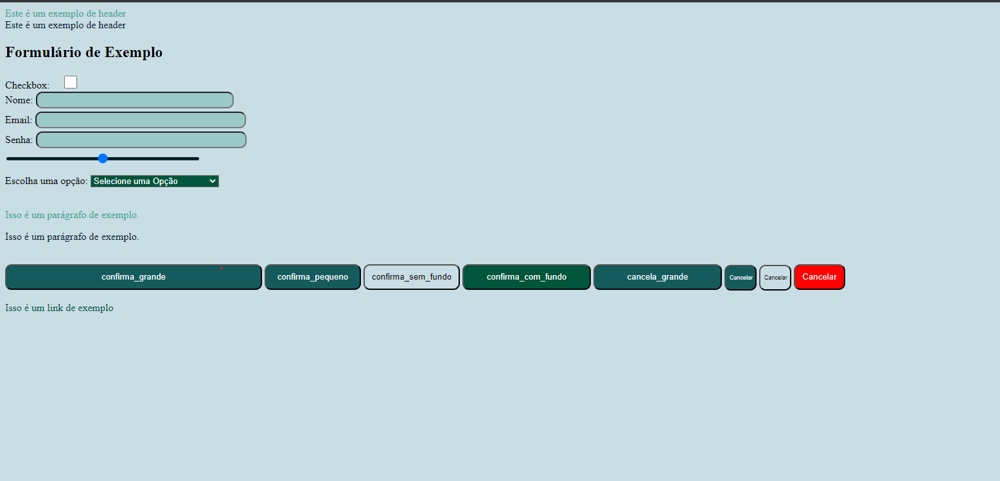 Este é um exemplo de header
Este é um exemplo de header
Formulário de Exemplo
Checkbox:
Nome:
Email:
Senha:
Escolha uma opção: Selecione uma Opção
Isso é um parágrafo de exemplo.
Isso é um parágrafo de exemplo.
confirma_grande confirma_pequeno confirma_sem_fundo confirma_com_fundo cancela_grande Cancelar Cancelar Cancelar
Isso é um link de exemplo